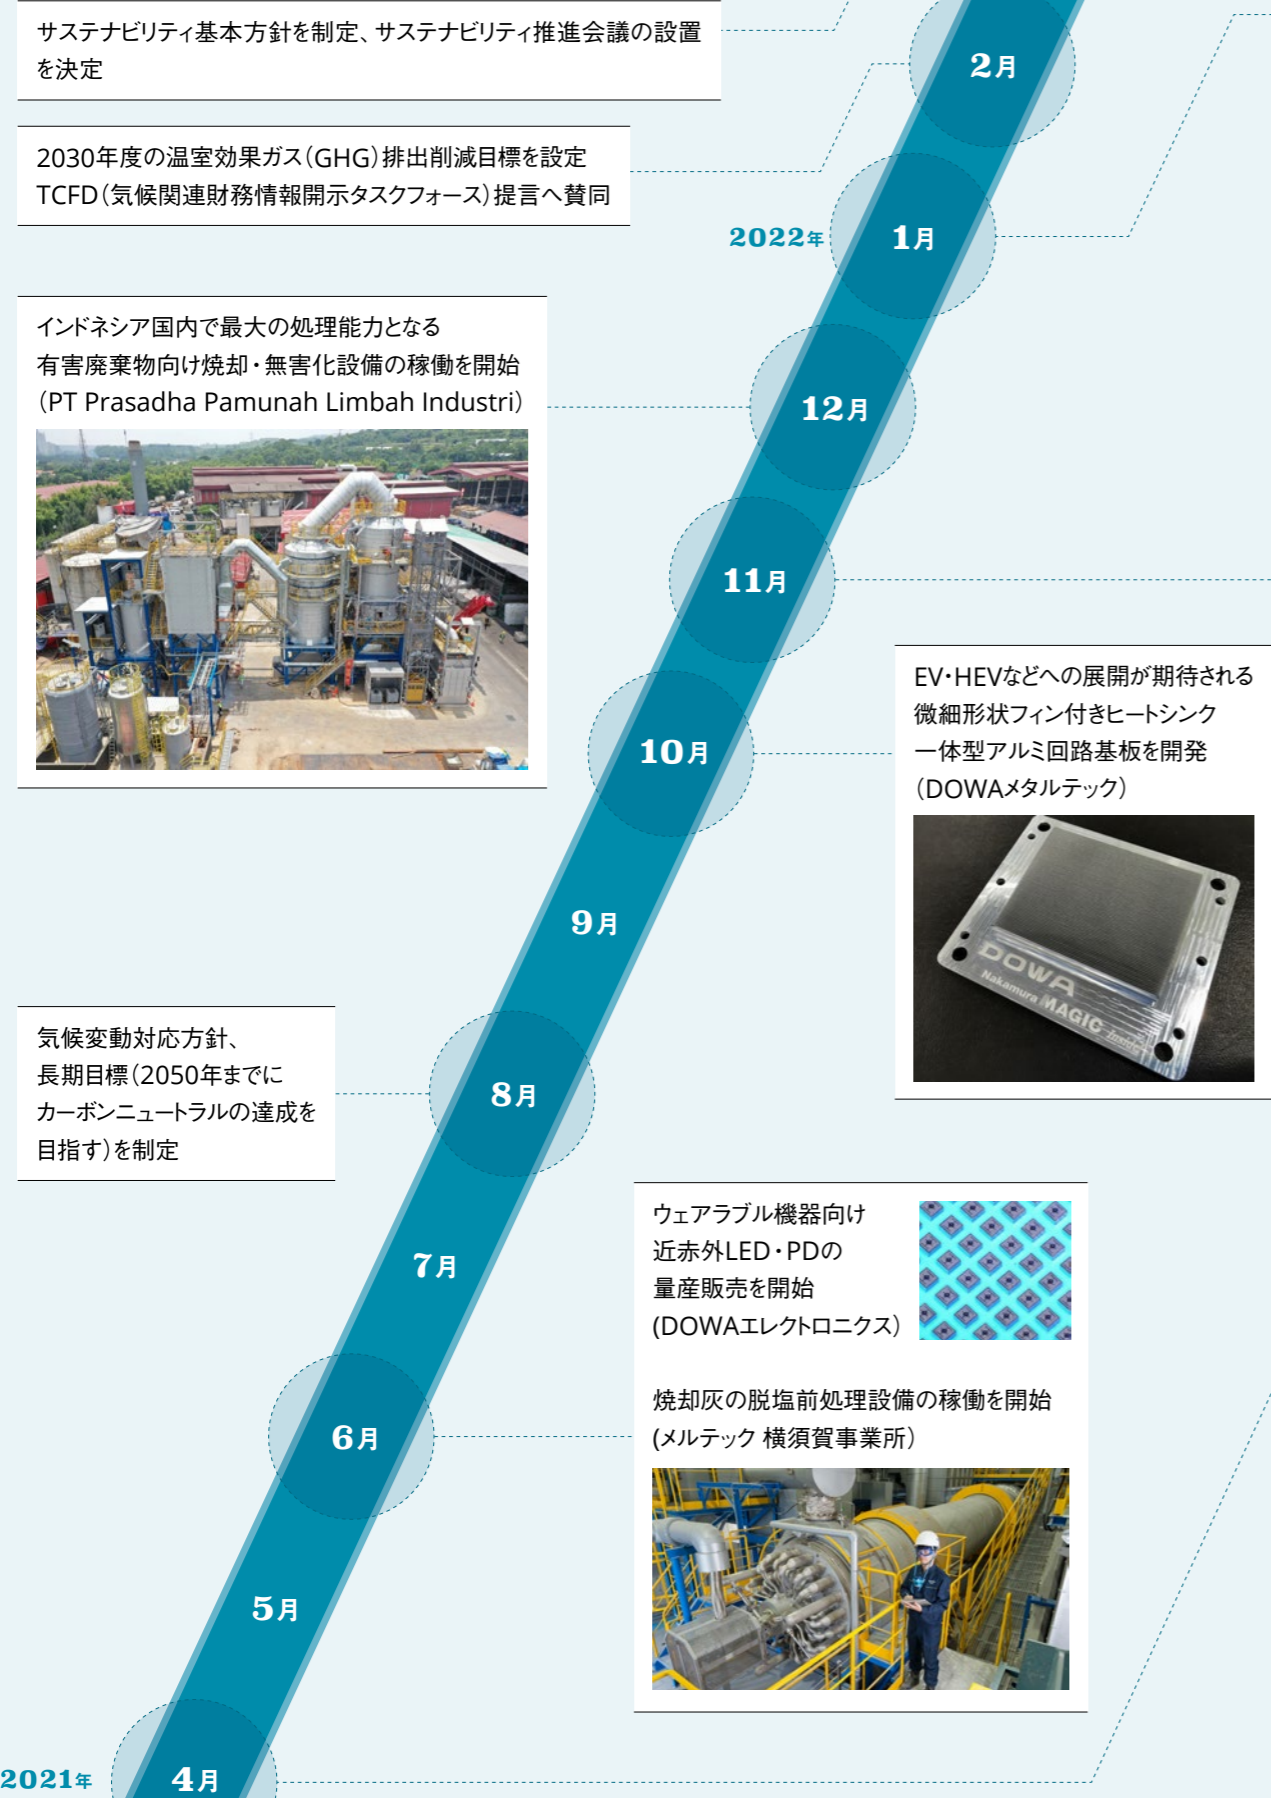 サステナビリティ基本方針を制定、サステナビリティ推進会議の設置
を決定
2月
2030年度の温室効果ガス(GHG)排出削減目標を設定
TCFD(気候関連財務情報開示タスクフォース)提言へ賛同
2022年
1月
インドネシア国内で最大の処理能力となる
有害廃棄物向け焼却・無害化設備の稼働を開始
(PT Prasadha Pamunah Limbah Industri)
12月
11月
10月
EV・HEVなどへの展開が期待される
微細形状フィン付きヒートシンク
一体型アルミ回路基板を開発
(DOWAメタルテック)
DOWA
Nakamura MAGIC Inside
9月
気候変動対応方針、
長期目標(2050年までに
カーボンニュートラルの達成を
目指す)を制定
8月
7月
ウェアラブル機器向け
近赤外LED・PDの
量産販売を開始
(DOWAエレクトロニクス)
焼却灰の脱塩前処理設備の稼働を開始
(メルテック 横須賀事業所)
6月
5月
2021年
4月